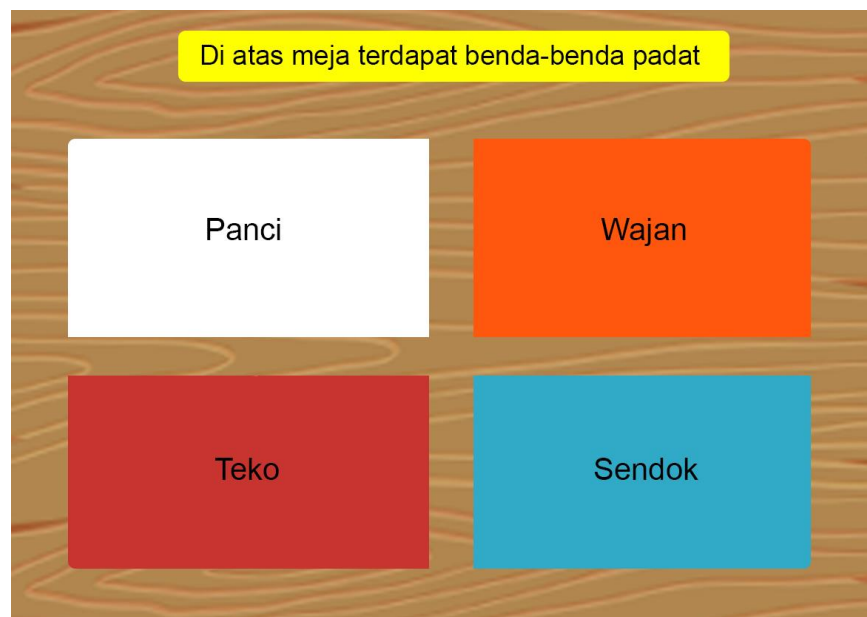 Di atas meja terdapat benda-benda padat
Panci
Wajan
Teko
Sendok